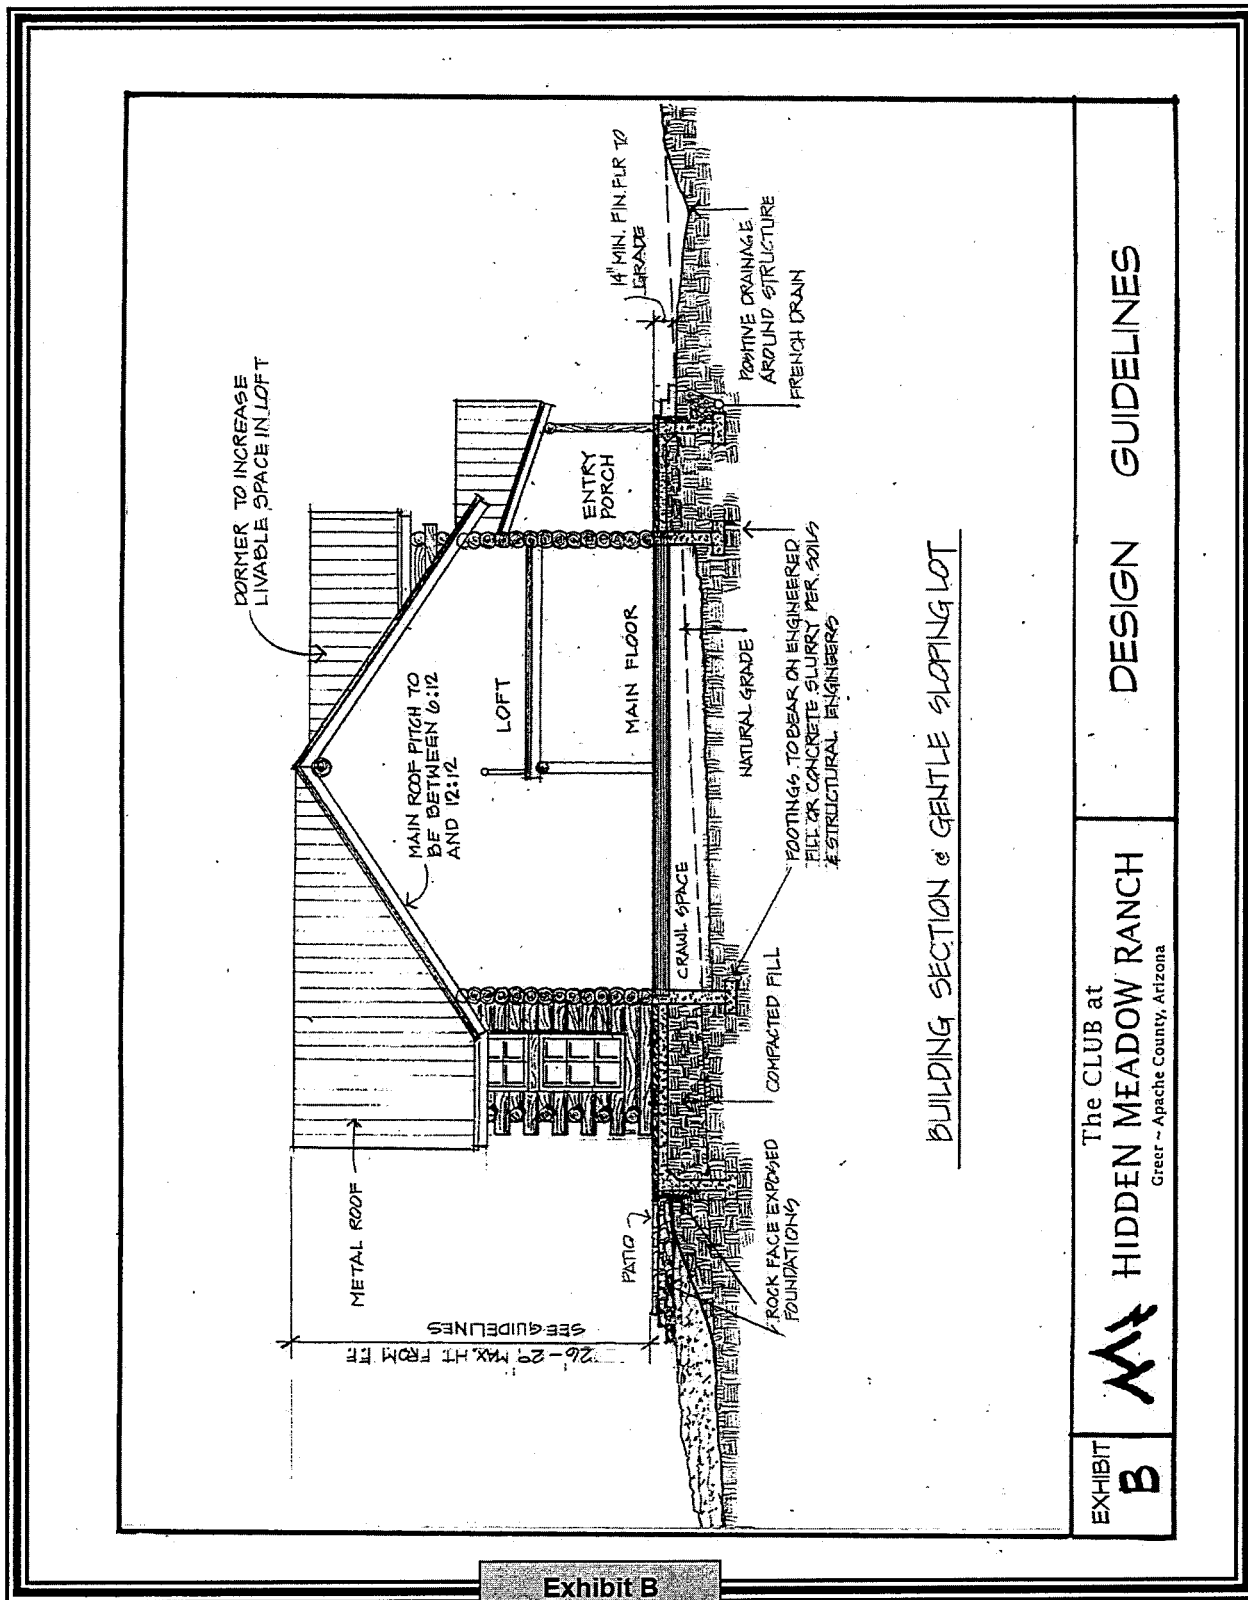 DORMER TO INCREASE
LIVABLE SPACE IN LOFT
METAL ROOF
MAIN ROOF PITCH TO
BE BETWEEN 6:12
AND 12:12
26'-29' MAX. HT FROM FF
SEE GUIDELINES
LOFT
ENTRY
PORCH
MAIN FLOOR
14" MIN. FIN. FLR TO
GRADE
PATIO
CRAWL SPACE
NATURAL GRADE
POSITIVE DRAINAGE
AROUND STRUCTURE
FRENCH DRAIN
ROCK FACE EXPOSED
FOUNDATIONS
COMPACTED FILL
FOOTINGS TO BEAR ON ENGINEERED
FILL OR CONCRETE SLURRY PER SOILS
& STRUCTURAL ENGINEERS
BUILDING SECTION @ GENTLE SLOPING LOT
EXHIBIT
B
The CLUB at
HIDDEN MEADOW RANCH
Greer ~ Apache County, Arizona
DESIGN GUIDELINES
Exhibit B